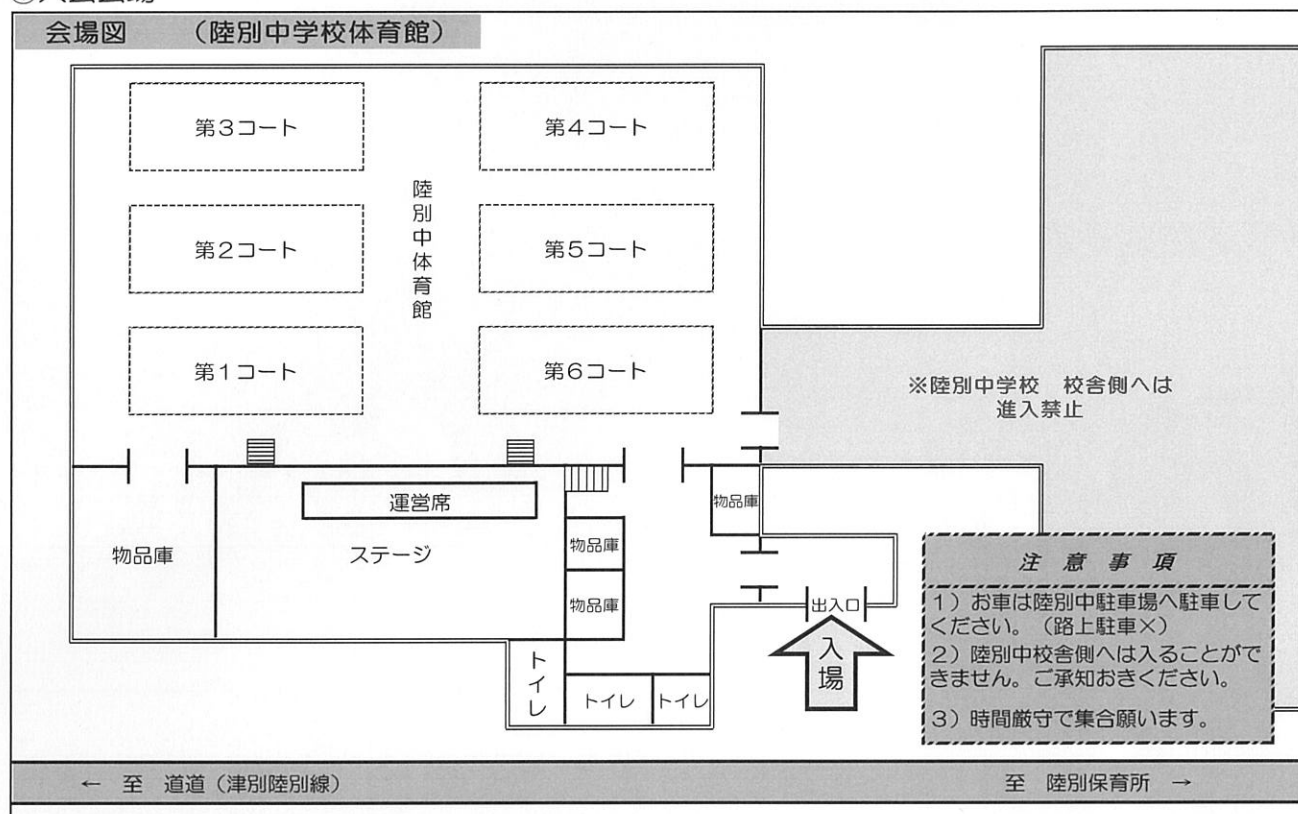 会場図 （陸別中学校体育館）
第3コート
第4コート
陸別中体育館
第2コート
第5コート
第1コート
第6コート
※陸別中学校 校舎側へは
進入禁止
運営席
物品庫
ステージ
物品庫
物品庫
物品庫
トイレ
トイレ
トイレ
出入口
入場
注意事項
1）お車は陸別中駐車場へ駐車して
ください。（路上駐車×）
2）陸別中校舎側へは入ることがで
きません。ご承知おきください。
3）時間厳守で集合願います。
← 至 道道（津別陸別線）
至 陸別保育所 →